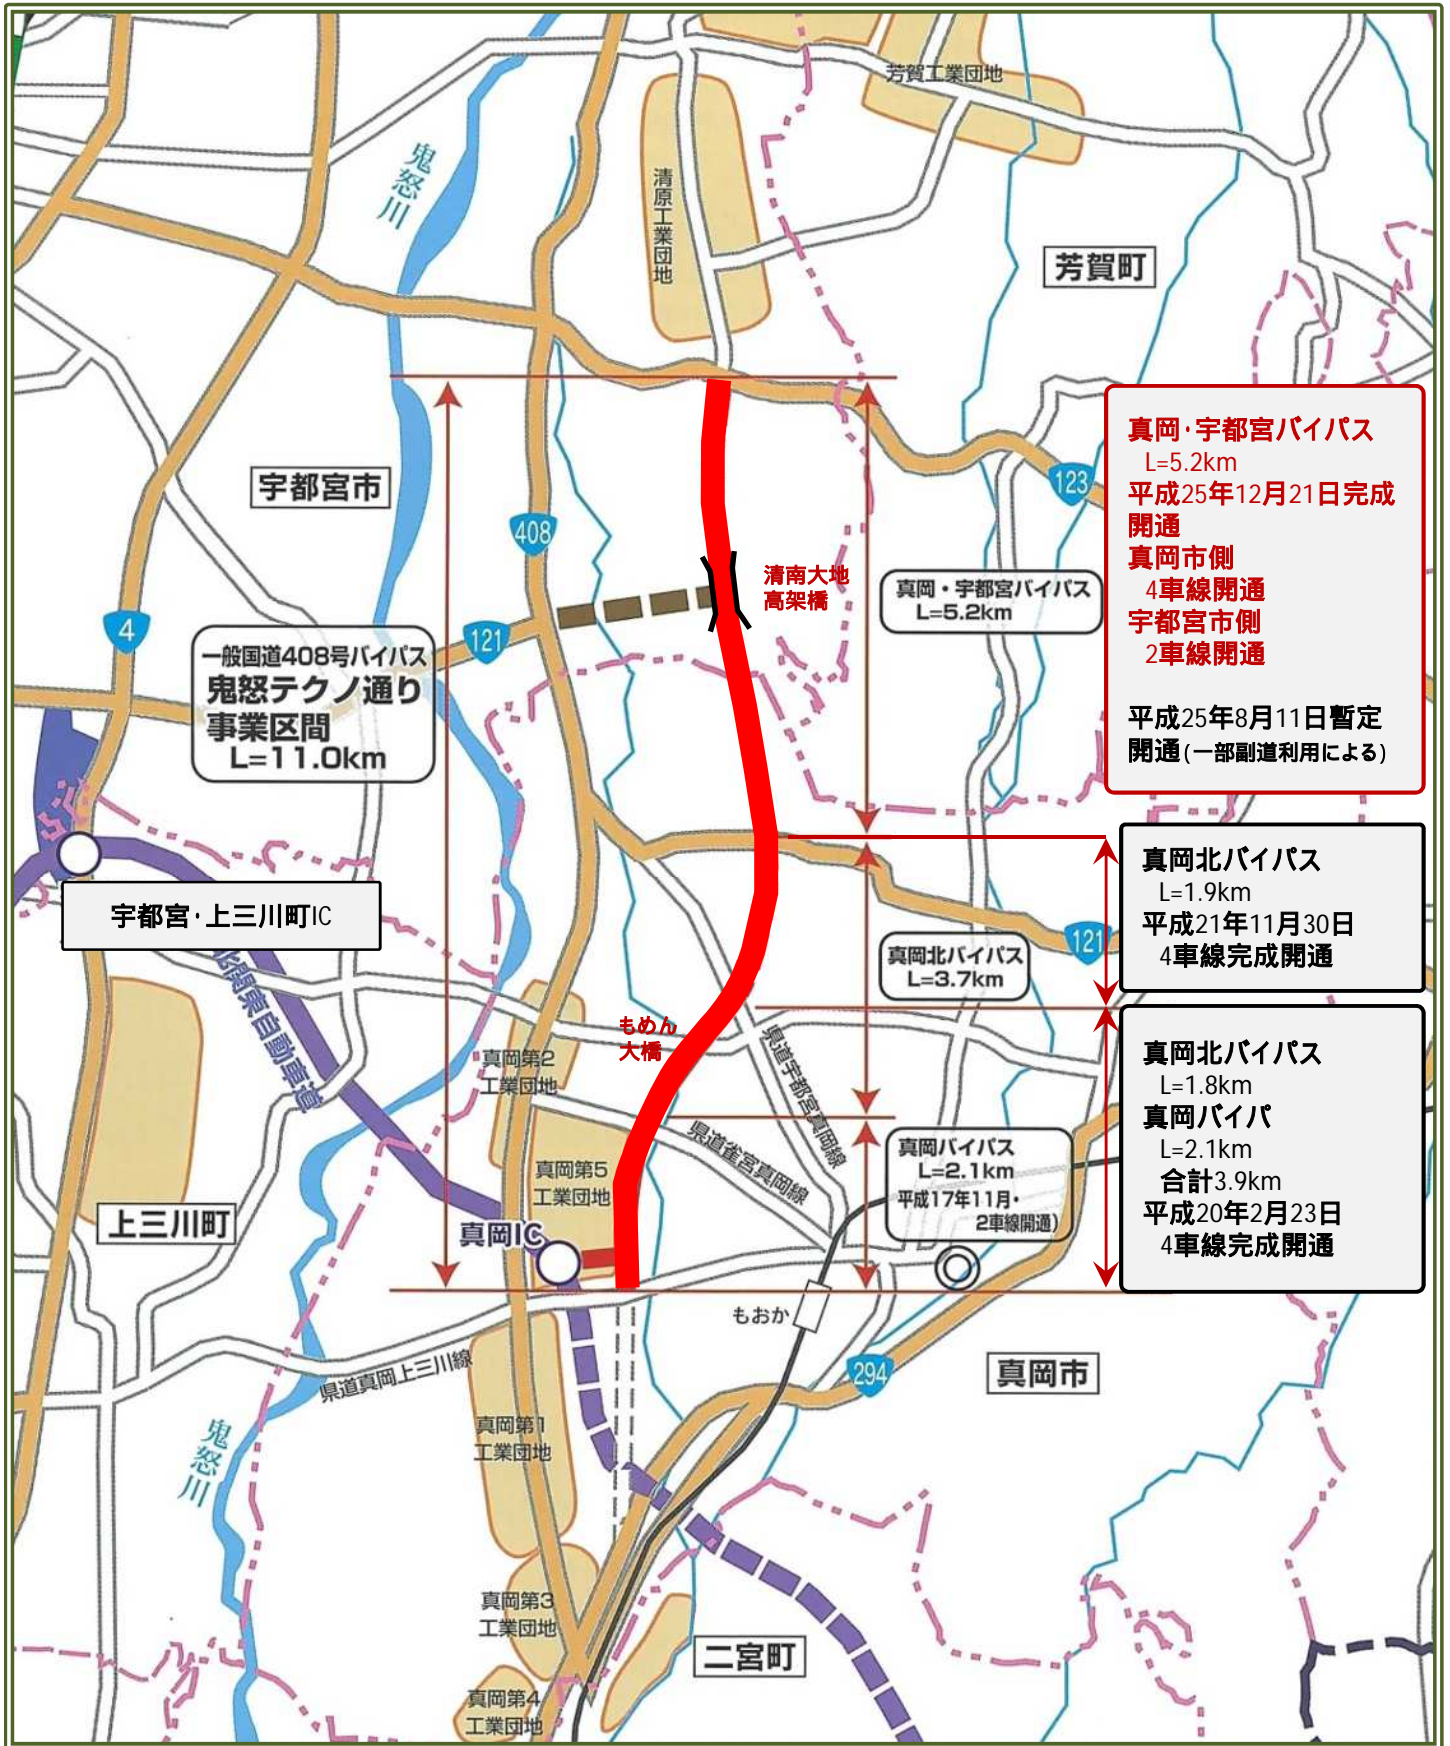 芳賀工業団地
鬼怒川
清原工業団地
芳賀町
真岡・宇都宮バイパス
L=5.2km
平成25年12月21日完成
開通
真岡市側
4車線開通
宇都宮市側
2車線開通
平成25年8月11日暫定
開通(一部副道利用による)
123
宇都宮市
408
清南大地
高架橋
真岡・宇都宮バイパス
L=5.2km
4
121
一般国道408号バイパス
鬼怒テクノ通り
事業区間
L=11.0km
真岡北バイパス
L=1.9km
平成21年11月30日
4車線完成開通
宇都宮・上三川町IC
121
真岡北バイパス
L=3.7km
北関東自動車道
もめん
大橋
県道宇都宮真岡線
真岡第2
工業団地
真岡北バイパス
L=1.8km
真岡バイパ
L=2.1km
合計3.9km
平成20年2月23日
4車線完成開通
県道雀宮真岡線
真岡バイパス
L=2.1km
平成17年11月・
2車線開通)
真岡第5
工業団地
上三川町
真岡IC
もおか
県道真岡上三川線
294
真岡市
鬼怒川
真岡第1
工業団地
真岡第3
工業団地
二宮町
真岡第4
工業団地